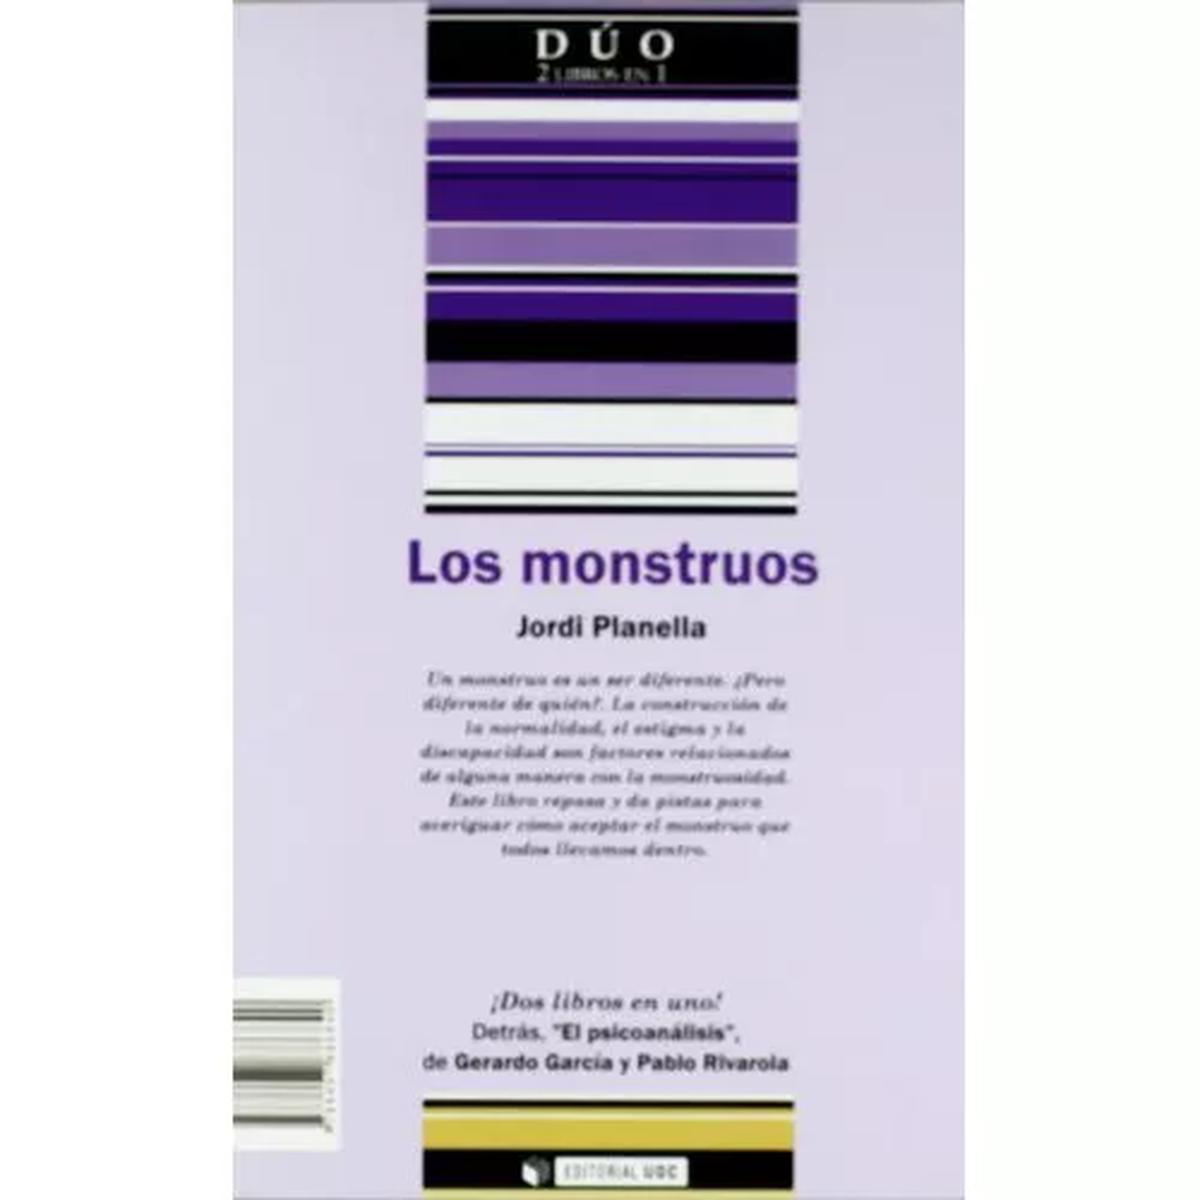 DÚO
2 LIBROS EN 1
Los monstruos
Jordi Planella
Un monstruo es un ser diferente. ¿Pero
diferente de quién?. La construcción de
la normalidad, el estigma y la
discapacidad son factores relacionados
de alguna manera con la monstruosidad.
Este libro repasa y da pistas para
averiguar cómo aceptar el monstruo que
todos llevamos dentro.
¡Dos libros en uno!
Detrás, "El psicoanálisis",
de Gerardo García y Pablo Rivarola
EDITORIAL UOC